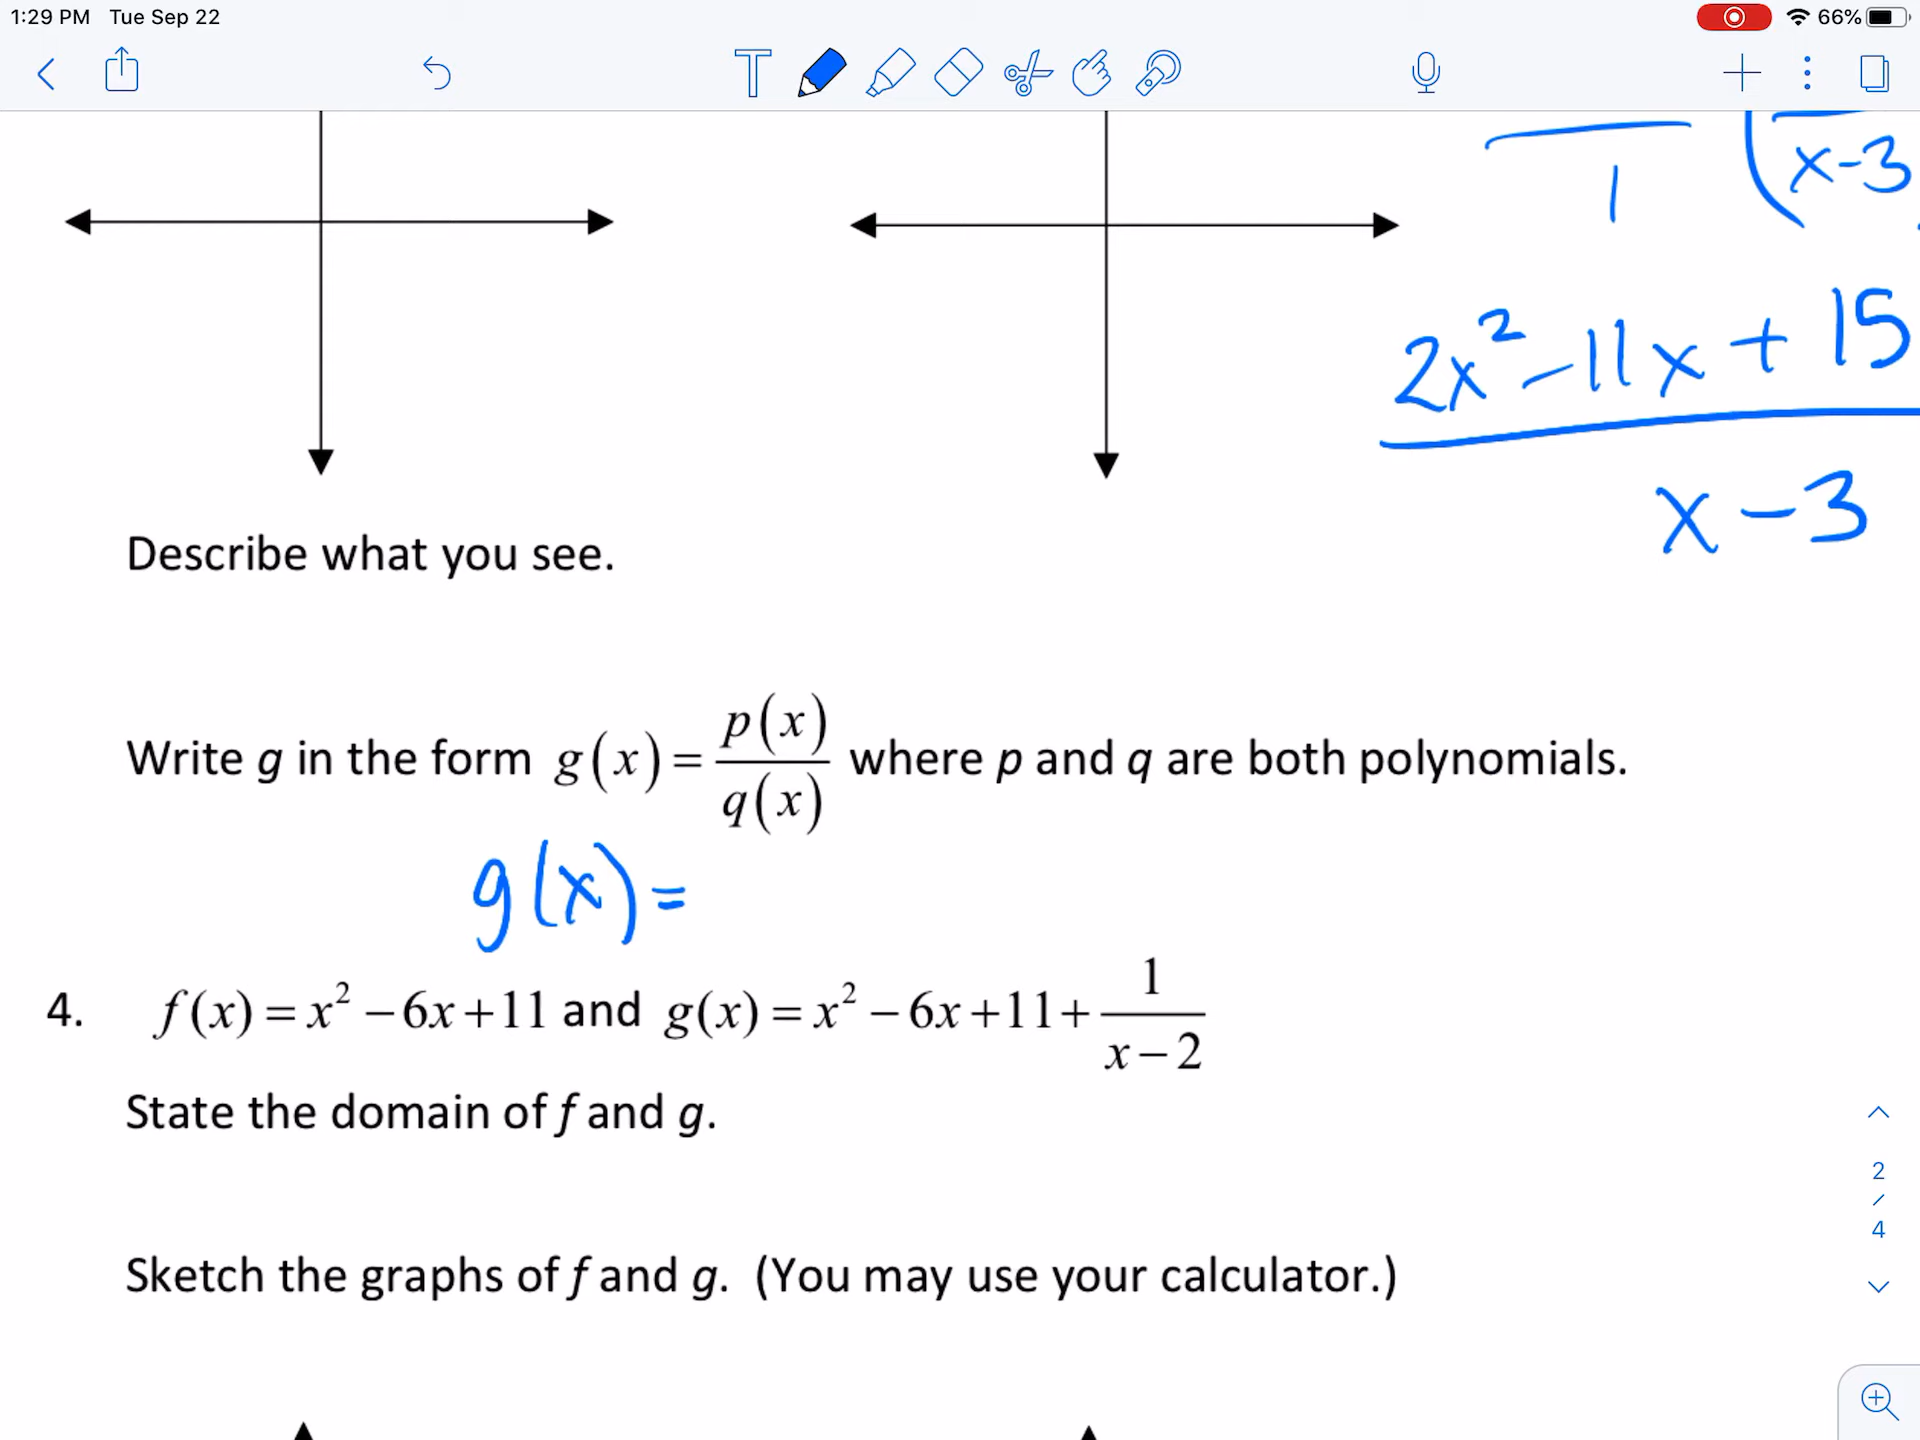 1:29 PM Tue Sep 22
66%
1
x-3
2x² - 11x + 15
x - 3
Describe what you see.
Write g in the form g(x) = p(x)/q(x) where p and q are both polynomials.
g(x) =
4. f(x) = x² − 6x + 11 and g(x) = x² − 6x + 11 + 1/(x − 2)
State the domain of f and g.
2
/
4
Sketch the graphs of f and g. (You may use your calculator.)